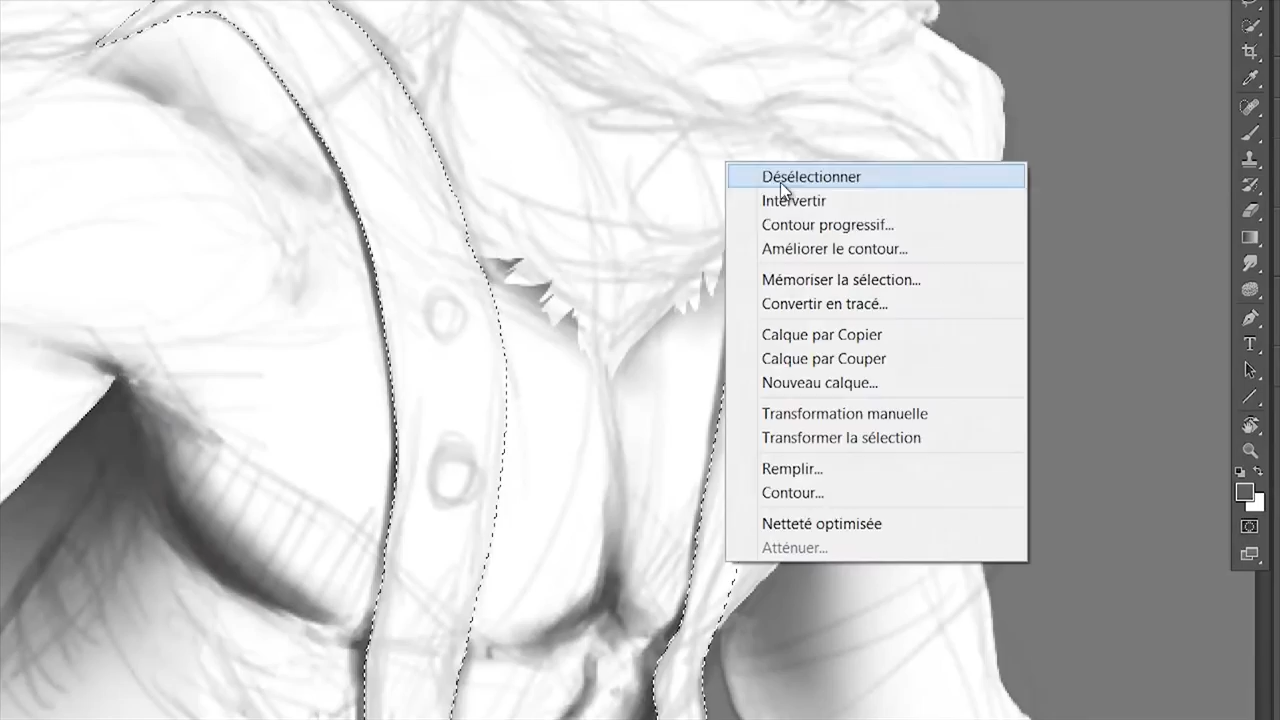 Désélectionner
Intervertir
Contour progressif...
Améliorer le contour...
Mémoriser la sélection...
Convertir en tracé...
Calque par Copier
Calque par Couper
Nouveau calque...
Transformation manuelle
Transformer la sélection
Remplir...
Contour...
Netteté optimisée
Atténuer...